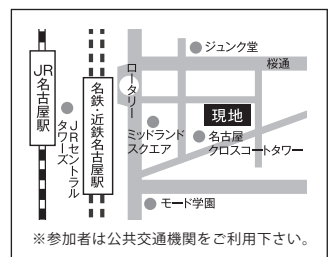 ジュンク堂
桜通
JR名古屋駅
JRセントラル
タワーズ
名鉄・近鉄名古屋駅
ロータリー
現地
ミッドランド
スクエア
名古屋
クロスコートタワー
モード学園
※参加者は公共交通機関をご利用下さい。